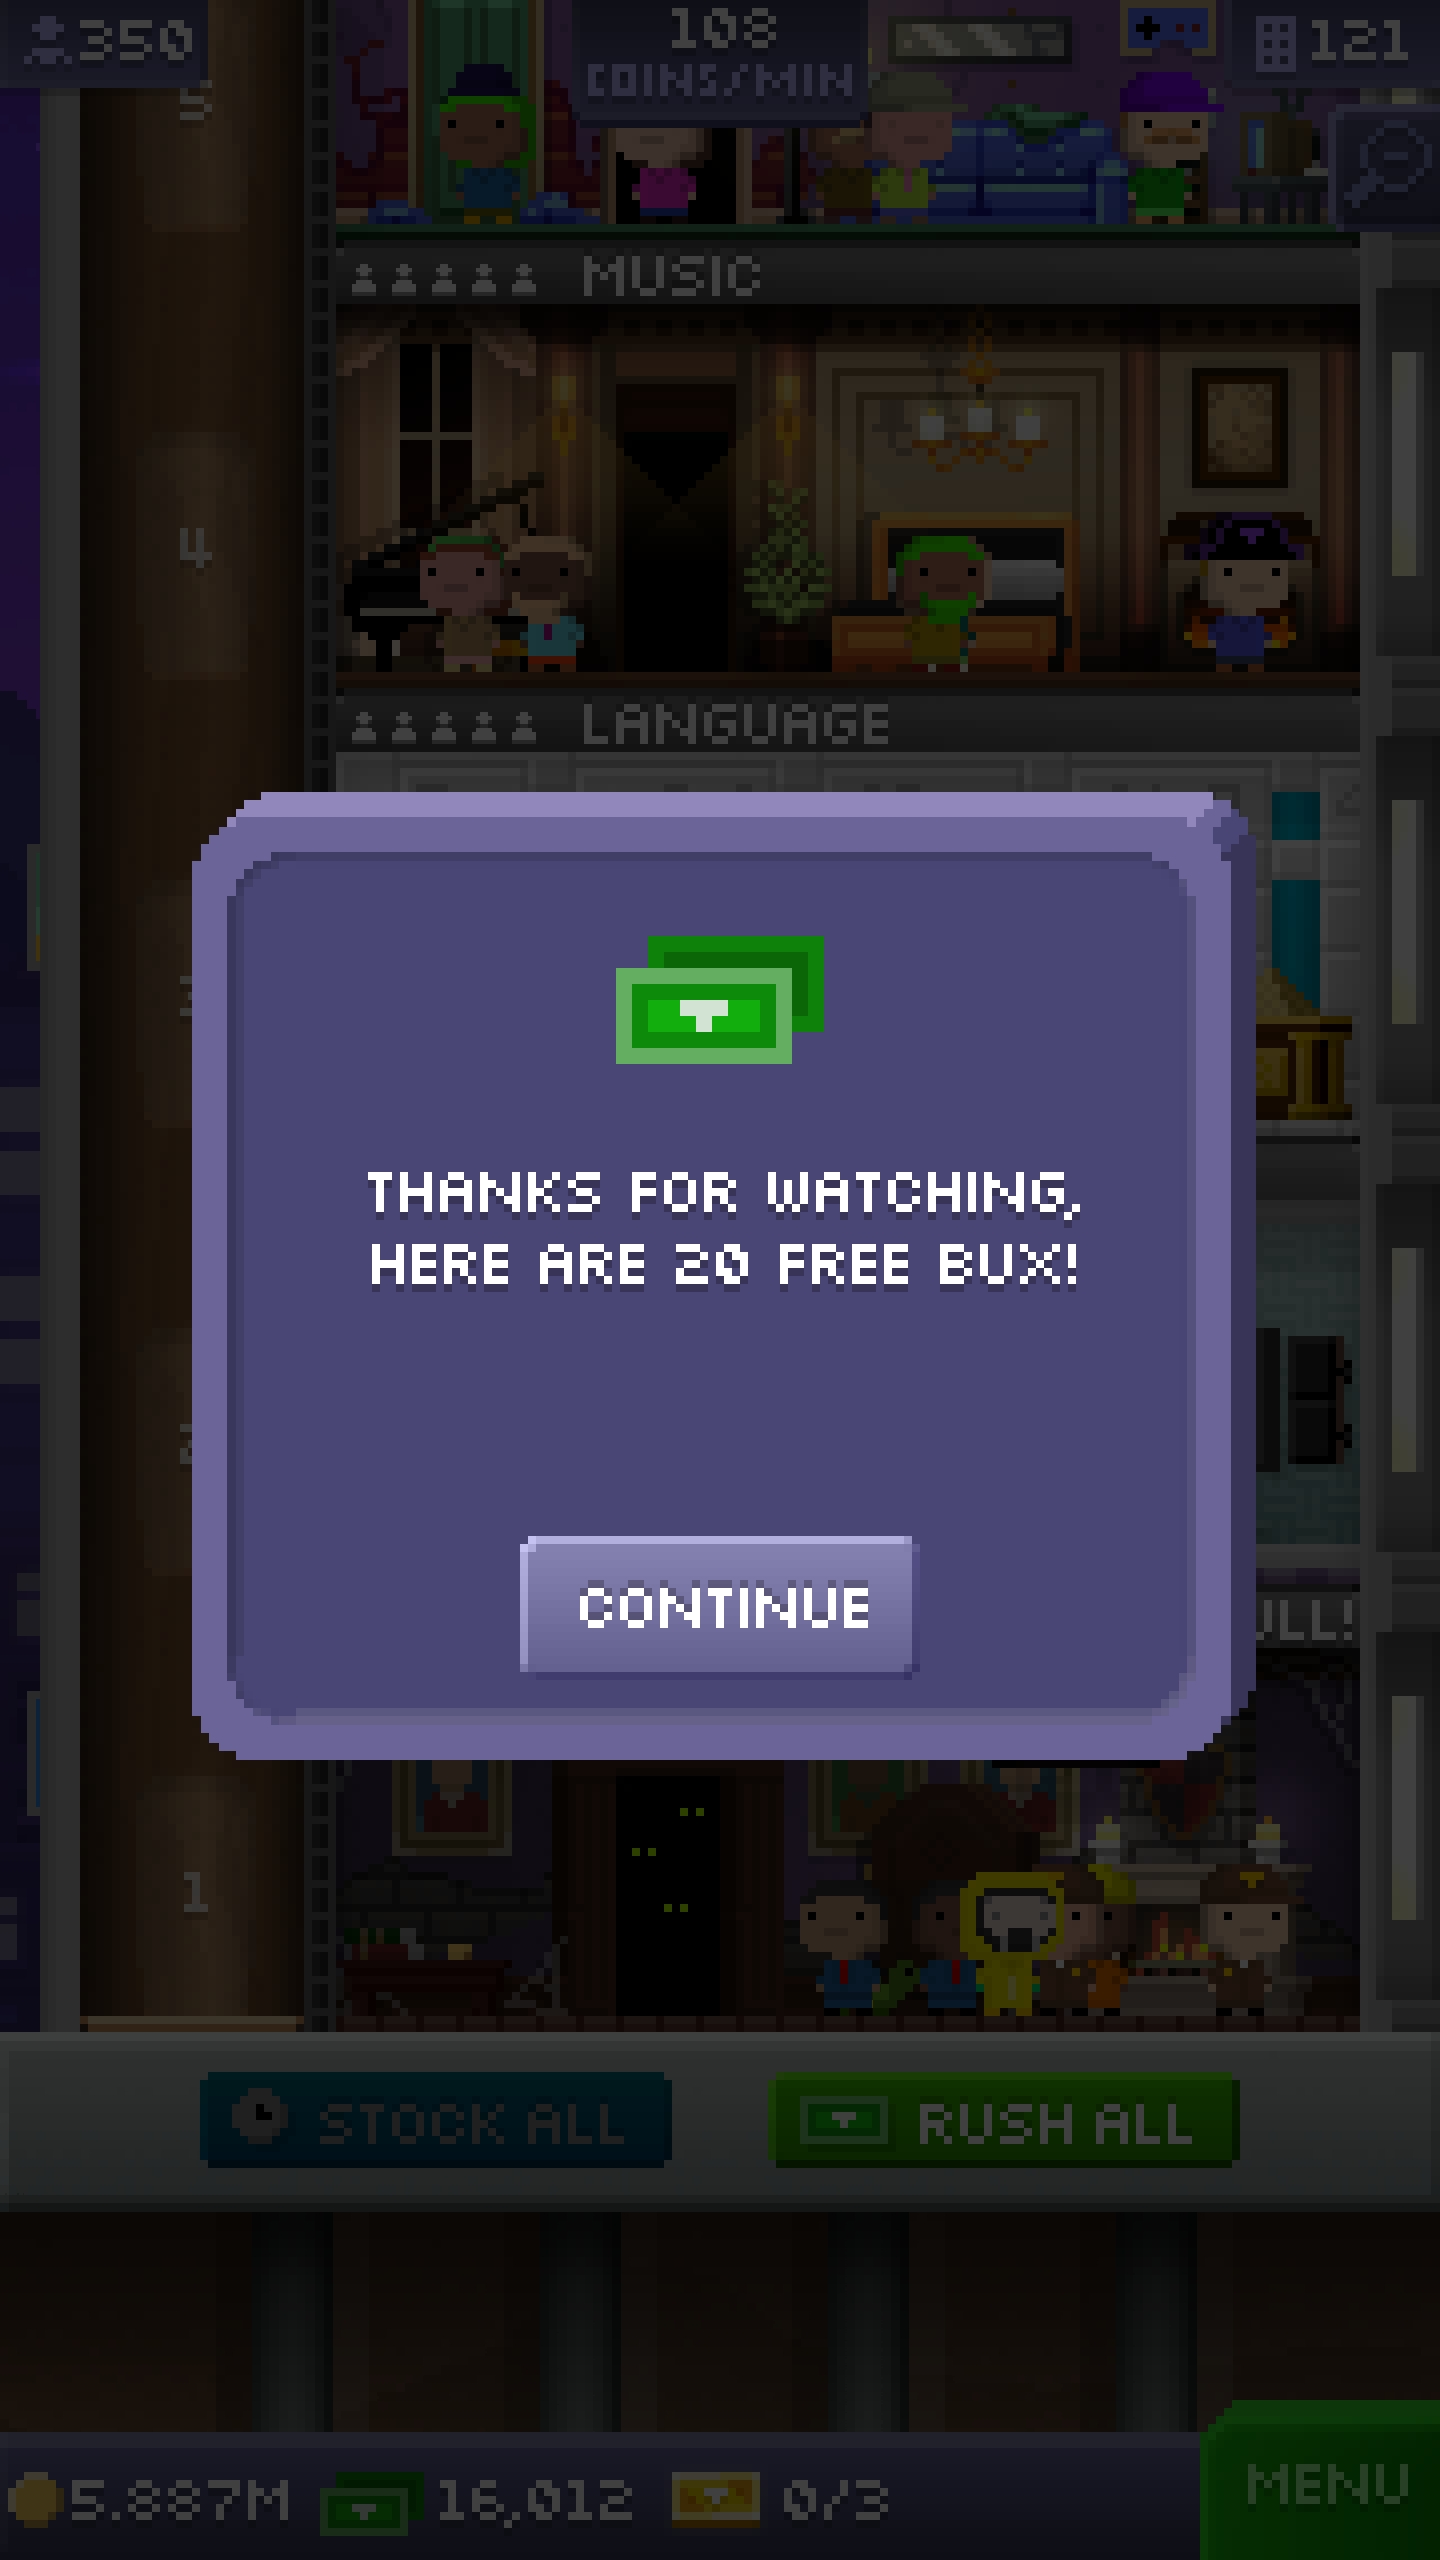 350
108
COINS/MIN
121
5
MUSIC
4
LANGUAGE
THANKS FOR WATCHING,
HERE ARE 20 FREE BUX!
CONTINUE
1
STOCK ALL
RUSH ALL
5.887M
16,012
0/3
MENU